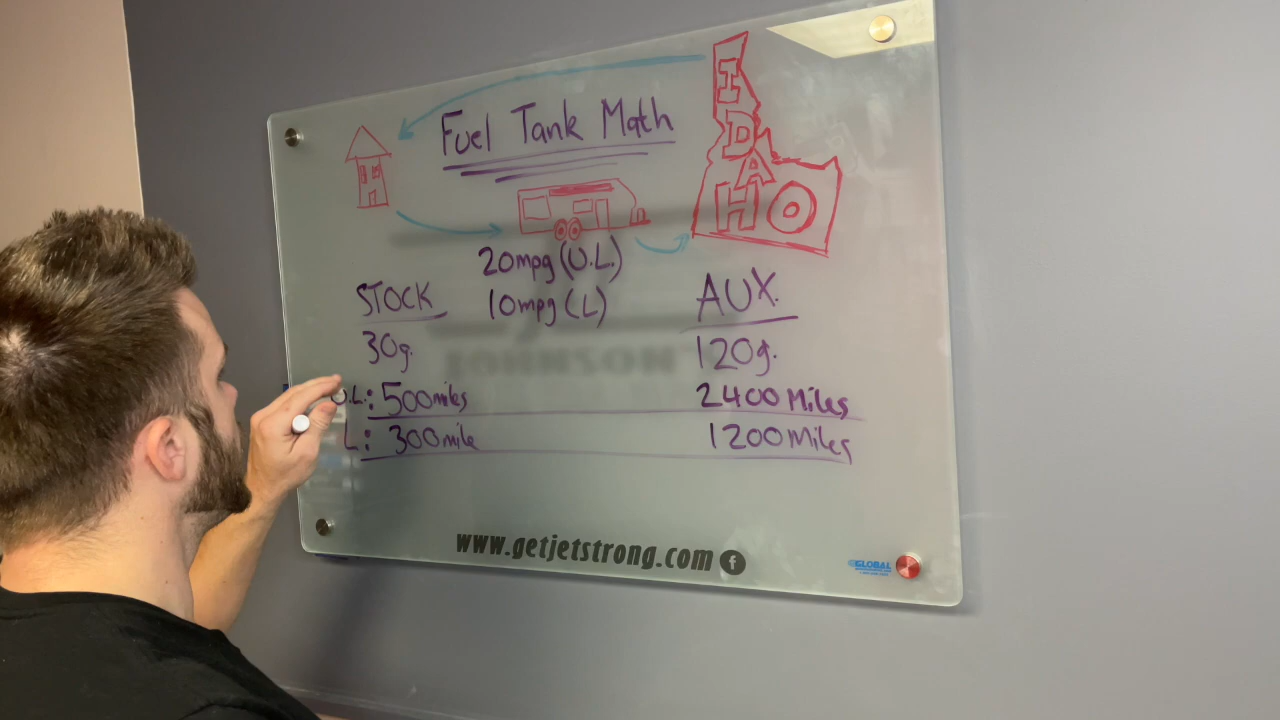 Fuel Tank Math
IDAHO
20mpg (U.L.)
10mpg (L)
STOCK
AUX.
30g.
120g.
U.L.: 500miles
2400 Miles
L: 300mile
1200 Miles
JOHNSON
www.getjetstrong.com f
GLOBAL